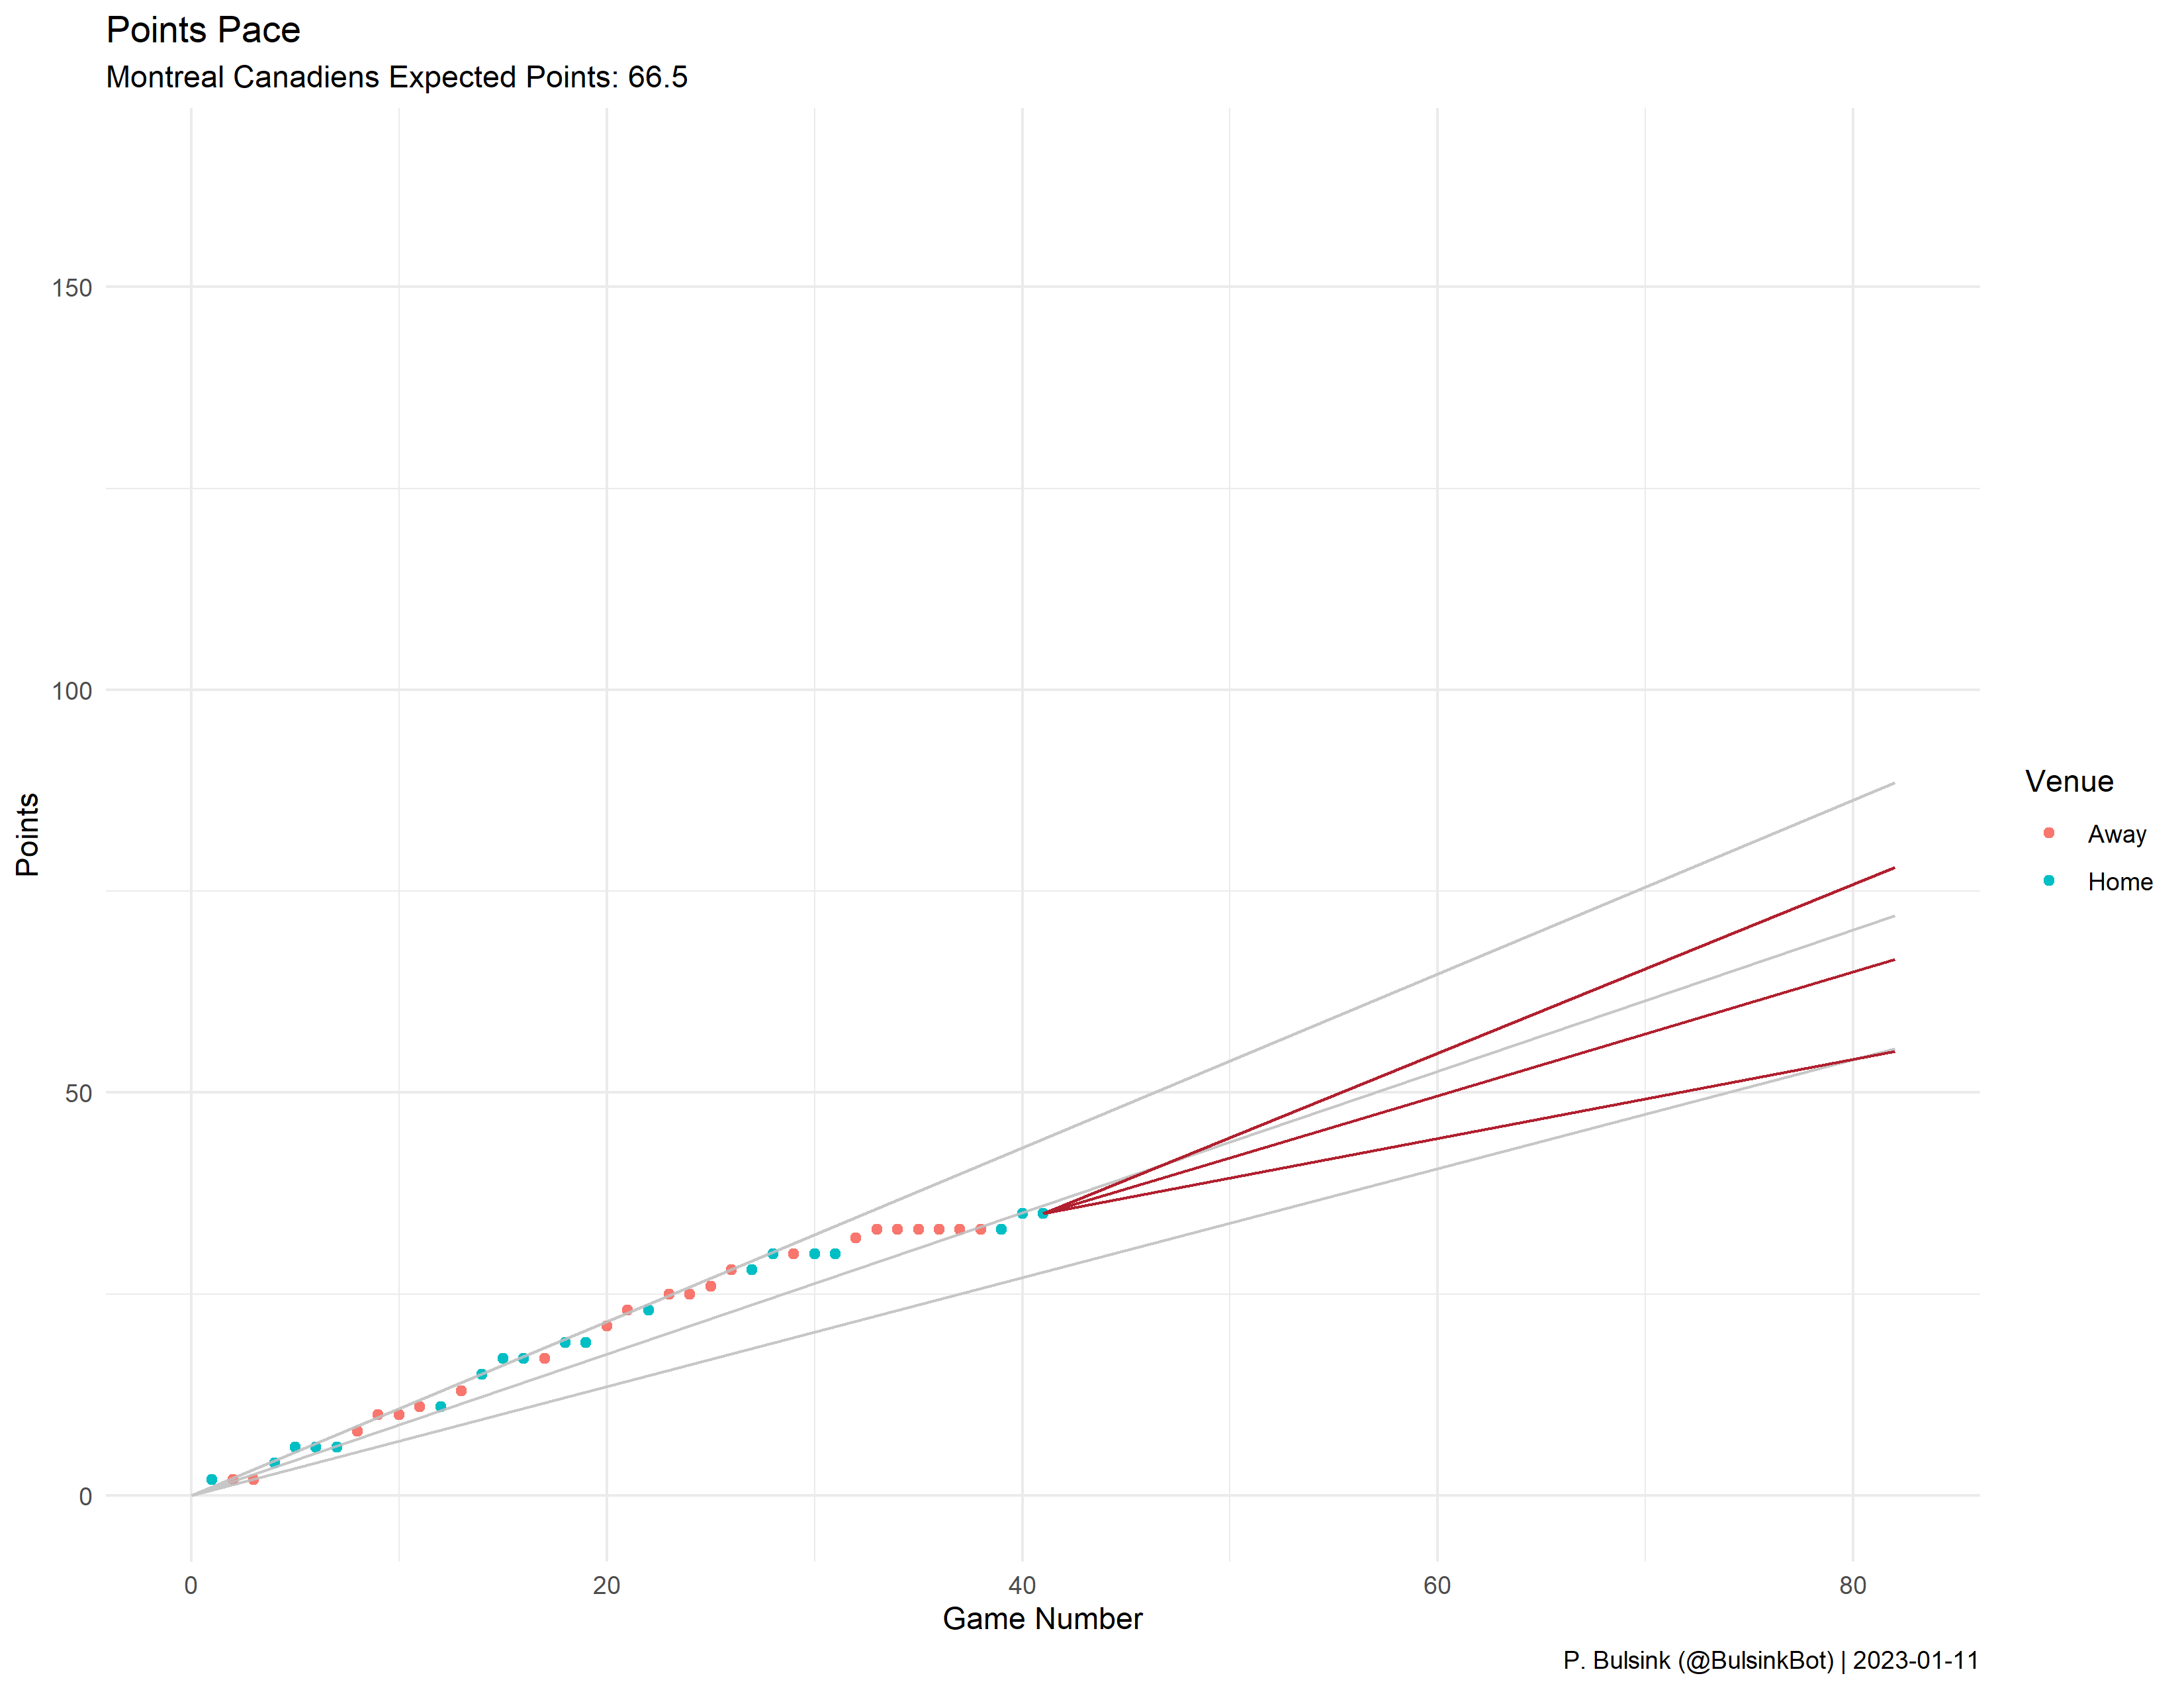 Points Pace
Montreal Canadiens Expected Points: 66.5
150
100
50
0
Points
0 20 40 60 80
Game Number
Venue
Away
Home
P. Bulsink (@BulsinkBot) | 2023-01-11